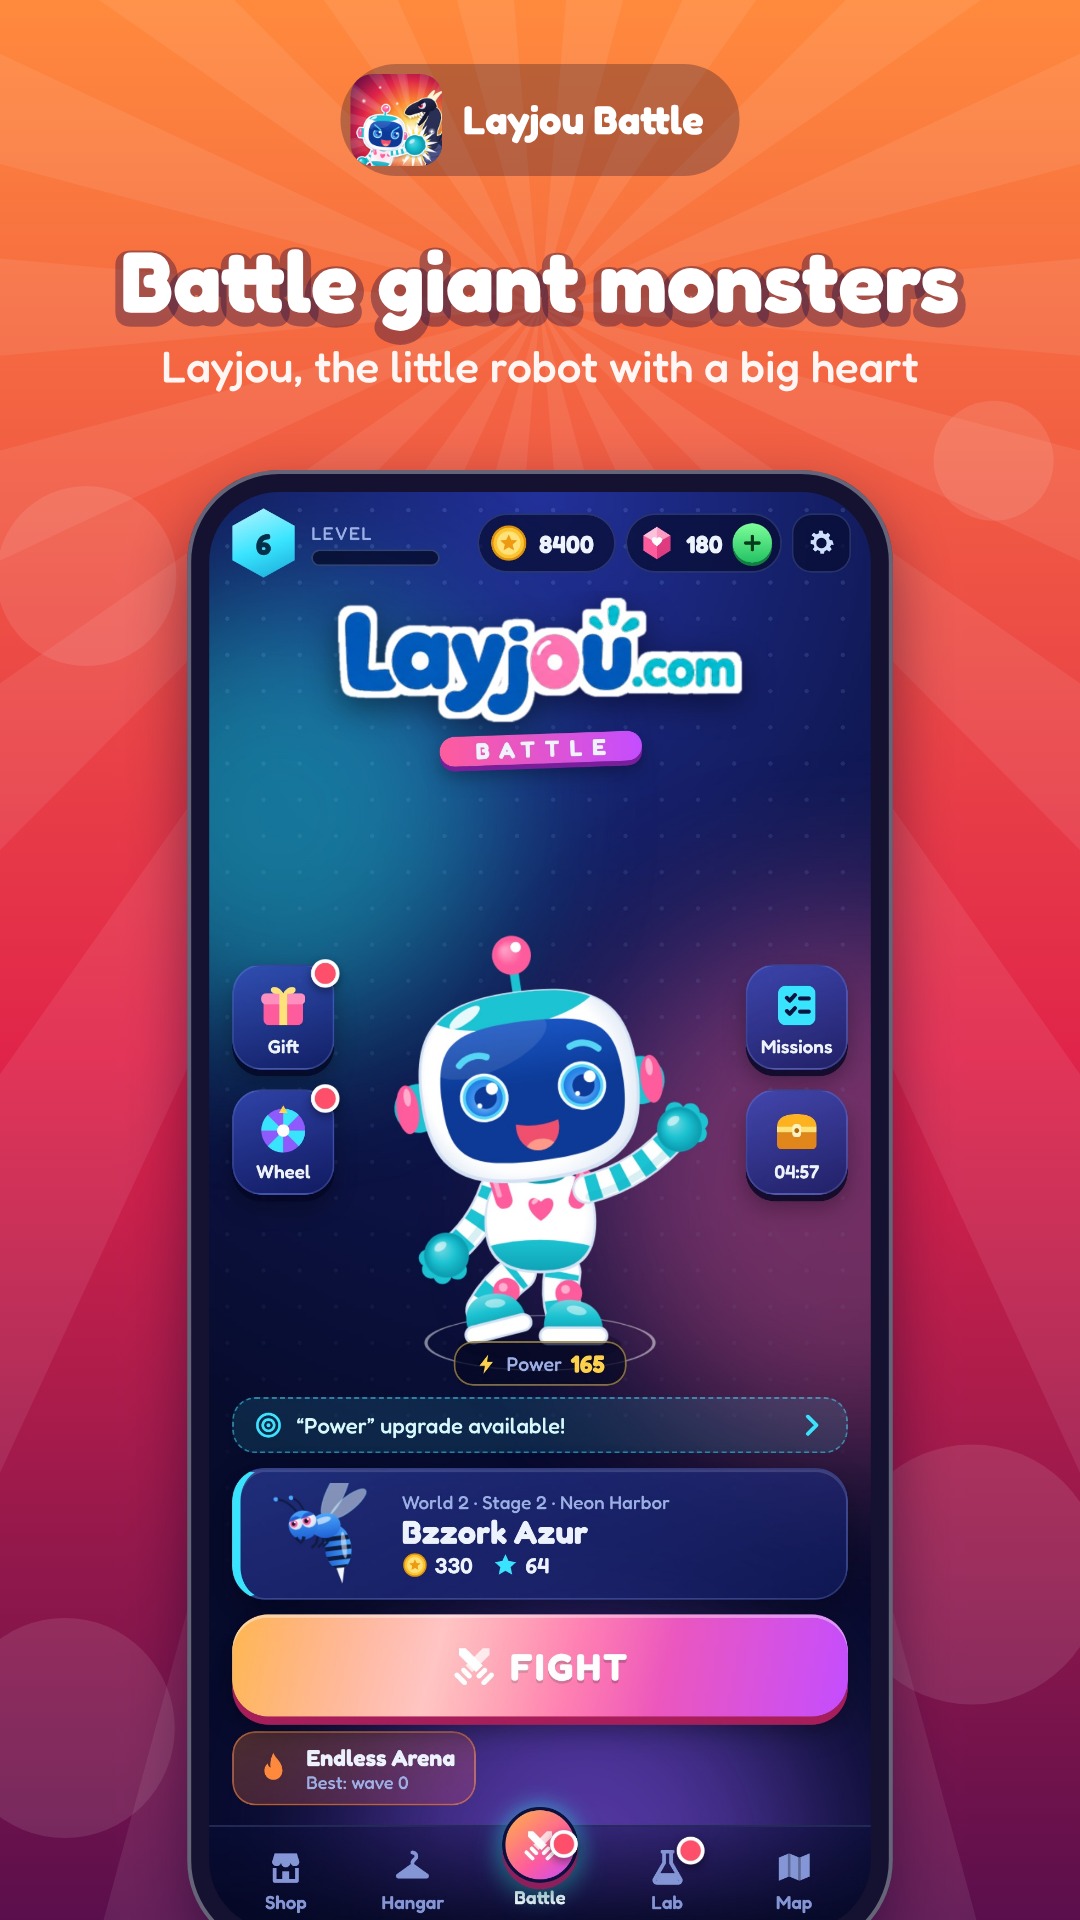 Layjou Battle
Battle giant monsters
Layjou, the little robot with a big heart
6
LEVEL
8400
180
Layjou.com
BATTLE
Gift
Missions
Wheel
04:57
Power 165
“Power” upgrade available!
World 2 · Stage 2 · Neon Harbor
Bzzork Azur
330 64
FIGHT
Endless Arena
Best: wave 0
Shop
Hangar
Battle
Lab
Map